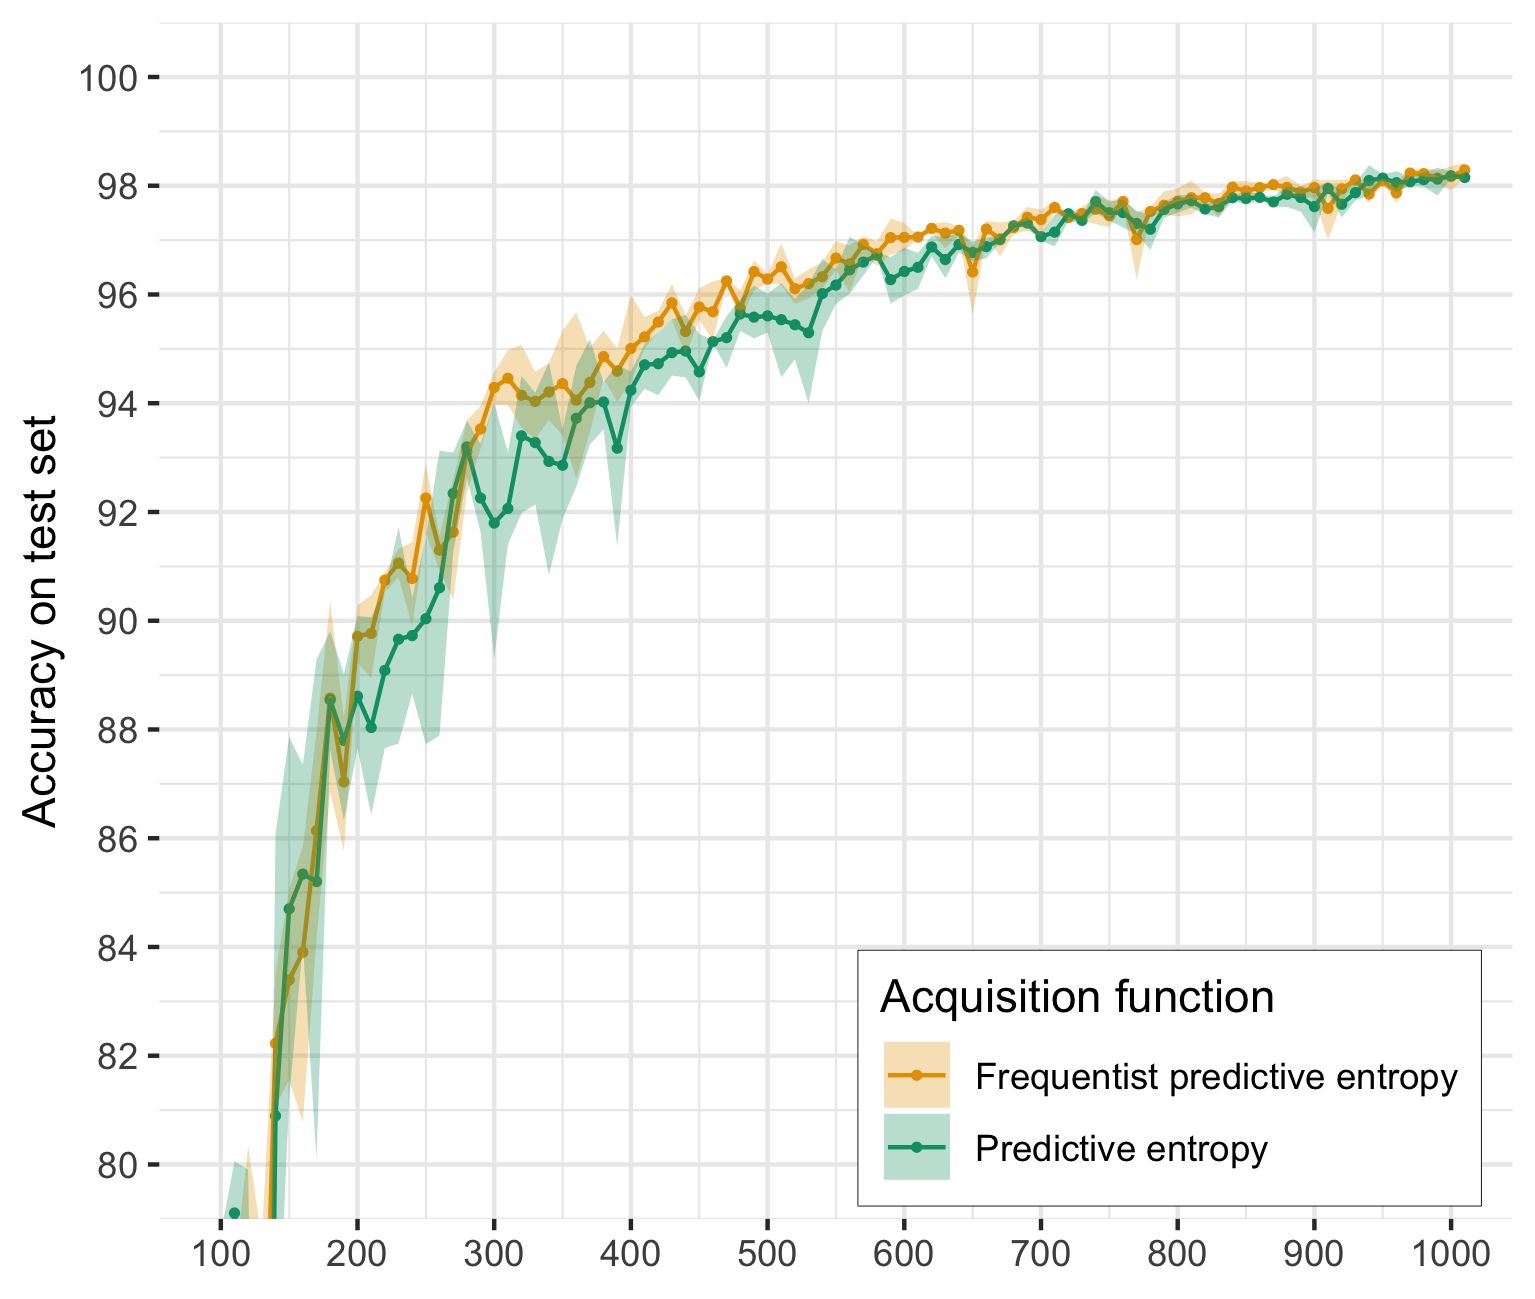 Accuracy on test set
100
98
96
94
92
90
88
86
84
82
80
Acquisition function
Frequentist predictive entropy
Predictive entropy
100 200 300 400 500 600 700 800 900 1000